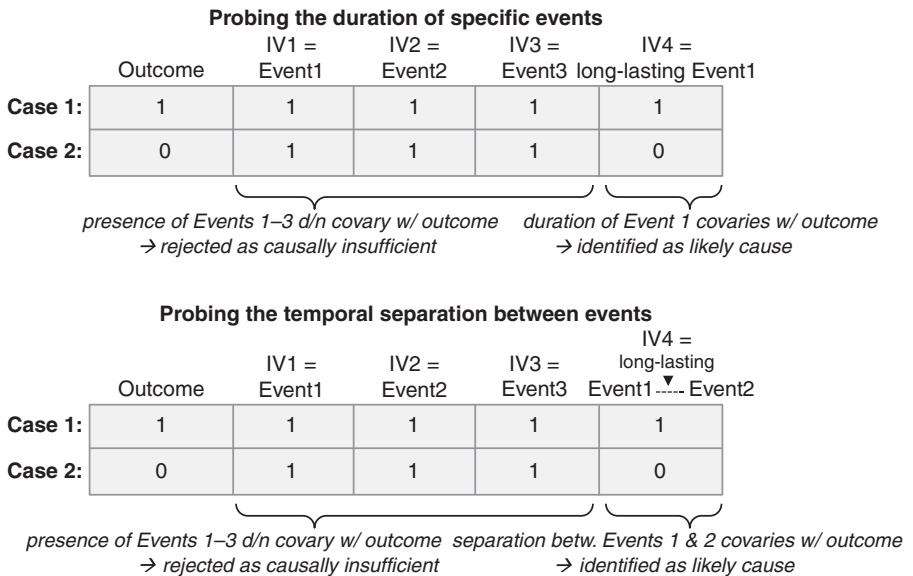 Probing the duration of specific events
IV1 = IV2 = IV3 = IV4 =
Outcome Event1 Event2 Event3 long-lasting Event1
Case 1: 1 1 1 1 1
Case 2: 0 1 1 1 0
presence of Events 1–3 d/n covary w/ outcome duration of Event 1 covaries w/ outcome
→ rejected as causally insufficient → identified as likely cause
Probing the temporal separation between events
IV4 =
IV1 = IV2 = IV3 = long-lasting
Outcome Event1 Event2 Event3 Event1 ----- Event2
Case 1: 1 1 1 1 1
Case 2: 0 1 1 1 0
presence of Events 1–3 d/n covary w/ outcome separation betw. Events 1 & 2 covaries w/ outcome
→ rejected as causally insufficient → identified as likely cause